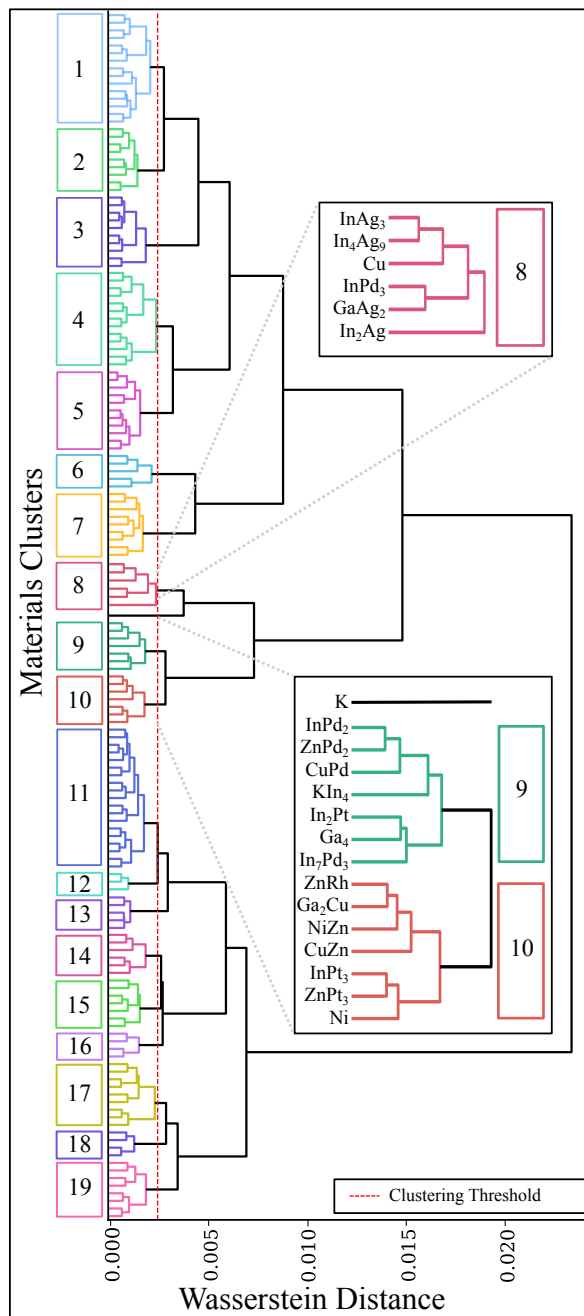 Materials Clusters
1
2
3
4
5
6
7
8
9
10
11
12
13
14
15
16
17
18
19
InAg₃
In₄Ag₉
Cu
InPd₃
GaAg₂
In₂Ag
8
K
InPd₂
ZnPd₂
CuPd
KIn₄
In₂Pt
Ga₄
In₇Pd₃
9
ZnRh
Ga₂Cu
NiZn
CuZn
InPt₃
ZnPt₃
Ni
10
Clustering Threshold
0.000
0.005
0.010
0.015
0.020
Wasserstein Distance